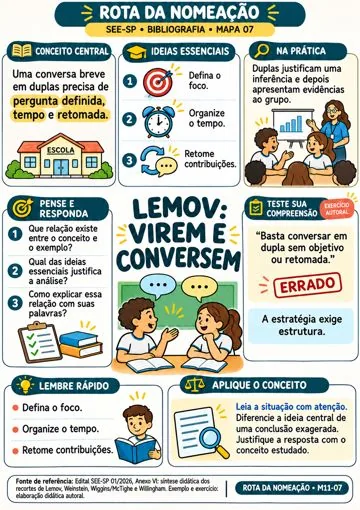 ROTA DA NOMEAÇÃO
SEE-SP • BIBLIOGRAFIA • MAPA 07
CONCEITO CENTRAL
Uma conversa breve
em duplas precisa de
pergunta definida,
tempo e retomada.
ESCOLA
IDEIAS ESSENCIAIS
1
Defina o
foco.
2
Organize
o tempo.
3
Retome
contribuições.
NA PRÁTICA
Duplas justificam uma
inferência e depois
apresentam evidências
ao grupo.
PENSE E
RESPONDA
1
Que relação existe
entre o conceito e
o exemplo?
2
Qual das ideias
essenciais justifica
a análise?
3
Como explicar essa
relação com suas
palavras?
LEMOV:
VIREM E
CONVERSEM
TESTE SUA
COMPREENSÃO
EXERCÍCIO
AUTORAL
“Basta conversar em
dupla sem objetivo
ou retomada.”
ERRADO
A estratégia exige
estrutura.
LEMBRE RÁPIDO
Defina o foco.
Organize o tempo.
Retome contribuições.
APLIQUE O CONCEITO
Leia a situação com atenção.
Diferencie a ideia central de
uma conclusão exagerada.
Justifique a resposta com o
conceito estudado.
Fonte de referência: Edital SEE-SP 01/2026, Anexo VI: síntese didática dos
recortes de Lemov, Weinstein, Wiggins/McTighe e Willingham. Exemplo e exercício:
elaboração didática autoral.
ROTA DA NOMEAÇÃO • M11-07